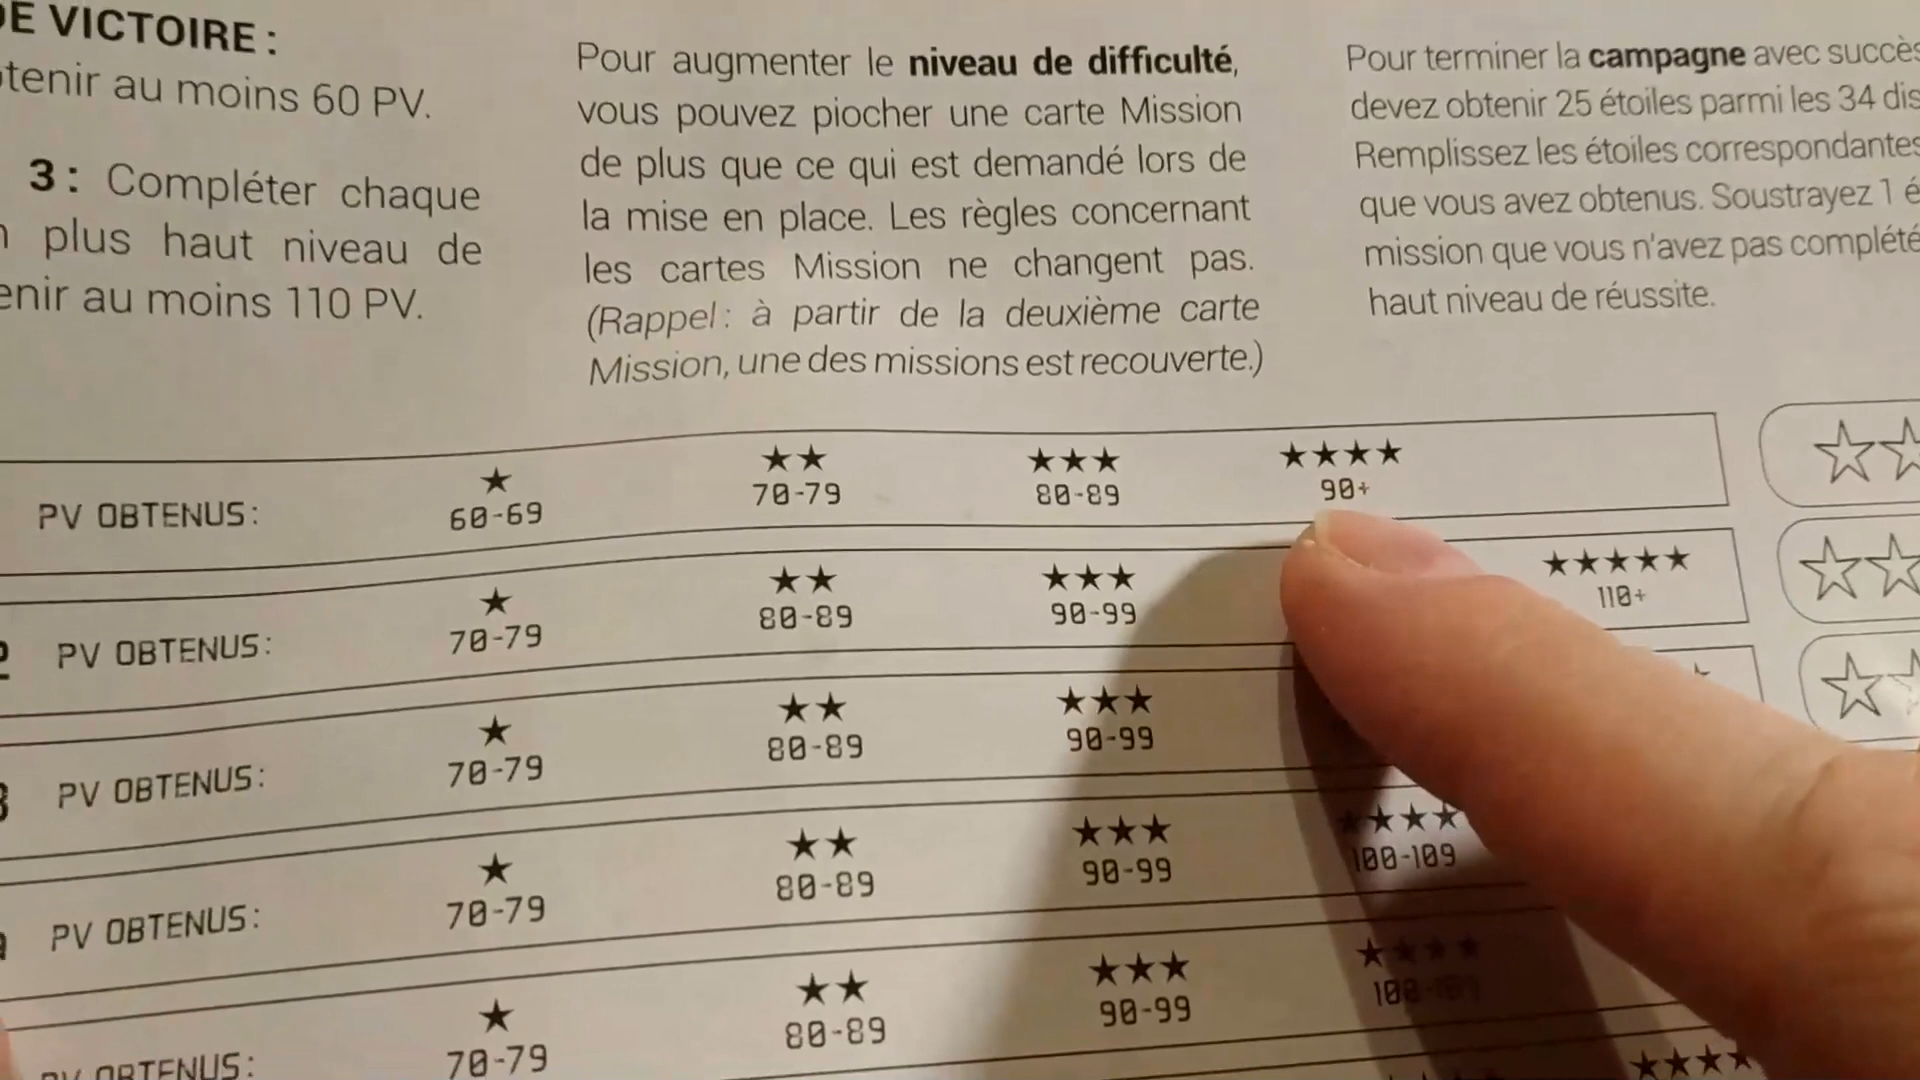 DE VICTOIRE :
au moins 60 PV.
3 : Compléter chaque
plus haut niveau de
au moins 110 PV.
Pour augmenter le niveau de difficulté,
vous pouvez piocher une carte Mission
de plus que ce qui est demandé lors de
la mise en place. Les règles concernant
les cartes Mission ne changent pas.
(Rappel : à partir de la deuxième carte
Mission, une des missions est recouverte.)
Pour terminer la campagne avec succès
devez obtenir 25 étoiles parmi les 34
Remplissez les étoiles correspondantes
que vous avez obtenus. Soustrayez 1
mission que vous n'avez pas complété
haut niveau de réussite.
PV OBTENUS : ★ ★★ ★★★ ★★★★
60-69 70-79 80-89 90+
PV OBTENUS : ★ ★★ ★★★ ★★★★★
70-79 80-89 90-99 110+
PV OBTENUS : ★ ★★ ★★★
70-79 80-89 90-99
PV OBTENUS : ★ ★★ ★★★ ★★★★
70-79 80-89 90-99 100-109
PV OBTENUS : ★ ★★ ★★★ ★★★★
70-79 80-89 90-99 100-109